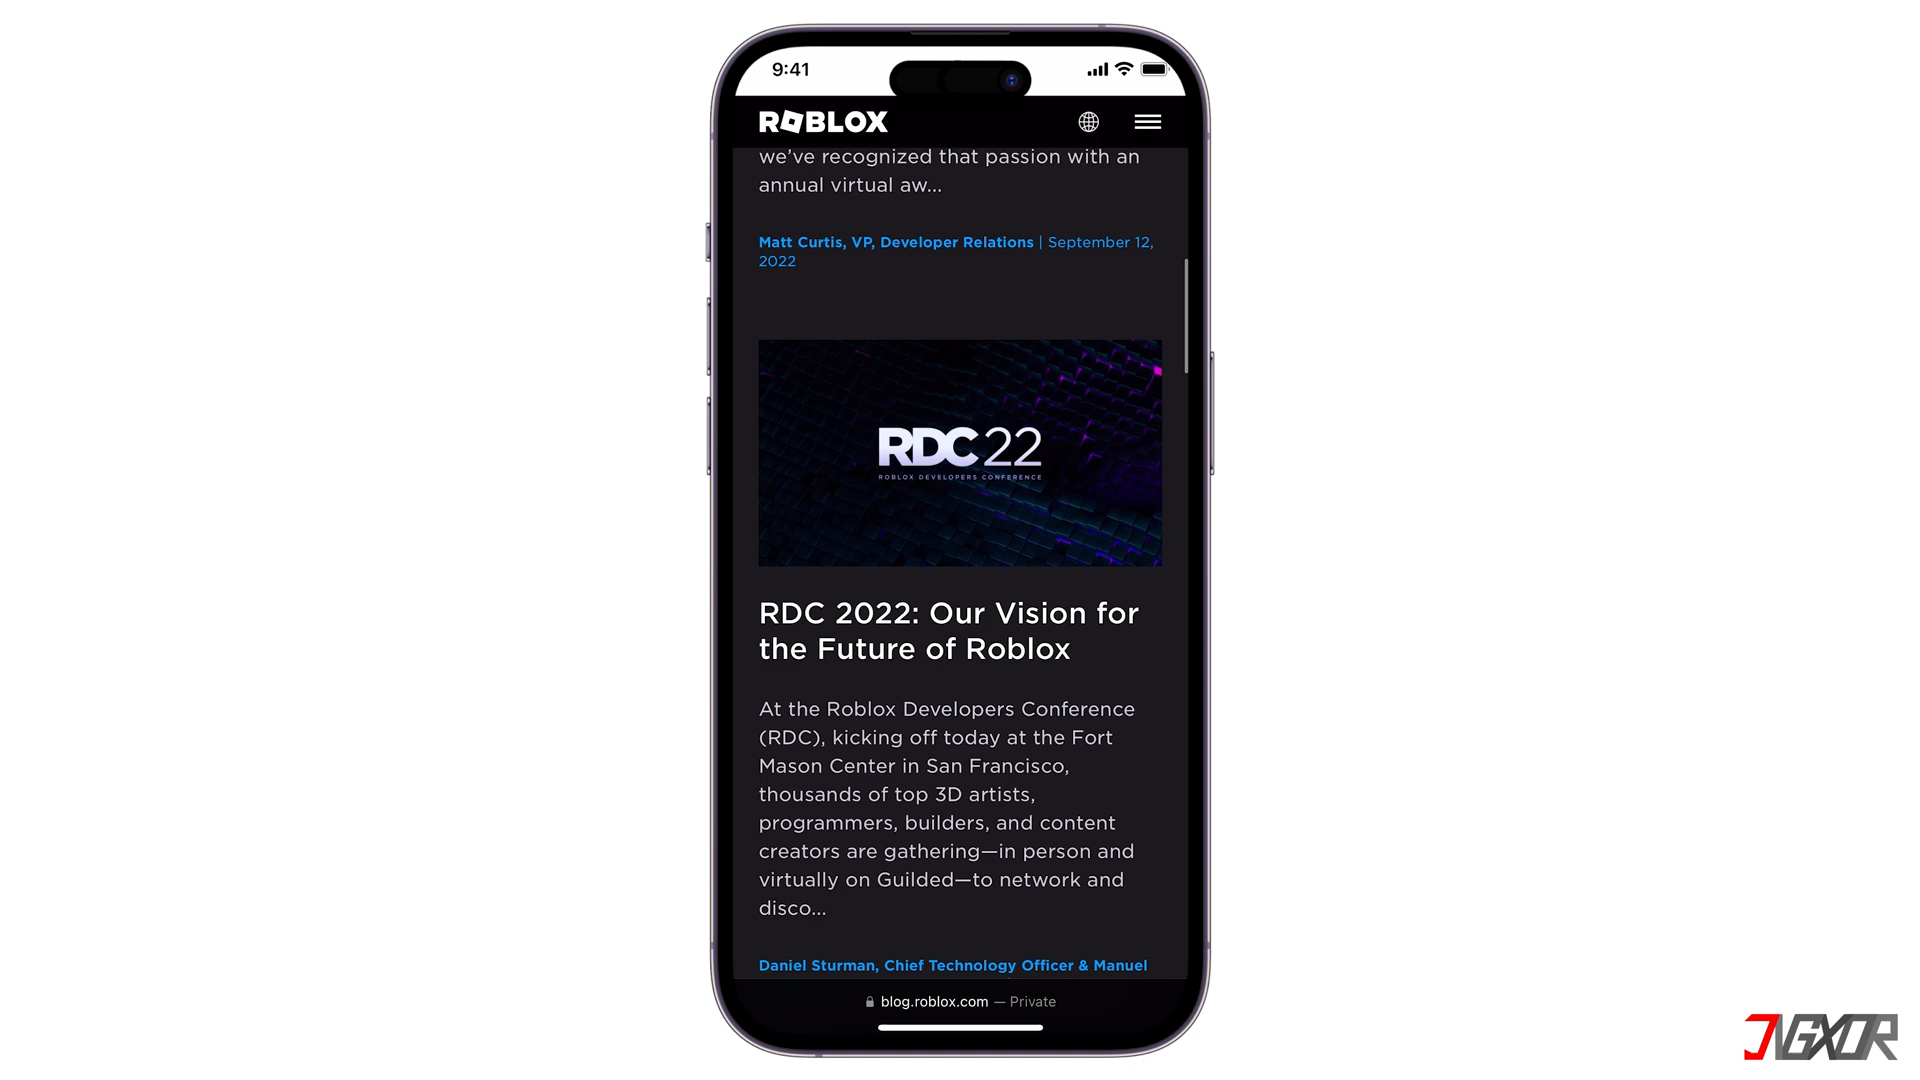 9:41
ROBLOX
we’ve recognized that passion with an
annual virtual aw...
Matt Curtis, VP, Developer Relations | September 12,
2022
RDC 22
ROBLOX DEVELOPERS CONFERENCE
RDC 2022: Our Vision for
the Future of Roblox
At the Roblox Developers Conference
(RDC), kicking off today at the Fort
Mason Center in San Francisco,
thousands of top 3D artists,
programmers, builders, and content
creators are gathering—in person and
virtually on Guilded—to network and
disco...
Daniel Sturman, Chief Technology Officer & Manuel
blog.roblox.com — Private
JVGXOR